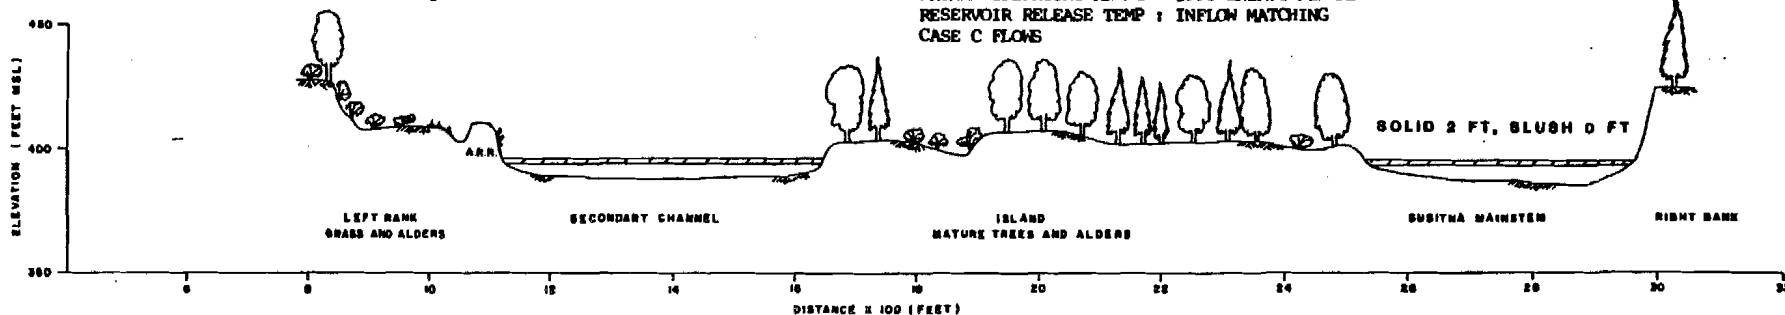 RESERVOIR RELEASE TEMP : INFLOW MATCHING
CASE C FLOWS
ELEVATION (FEET MSL)
450
400
350
A.R.R.
SOLID 2 FT, SLUSH 0 FT
LEFT BANK
GRASS AND ALDERS
SECONDARY CHANNEL
ISLAND
MATURE TREES AND ALDERS
SUSITNA MAINSTEM
RIGHT BANK
6 8 10 12 14 16 18 20 22 24 26 28 30 32
DISTANCE X 100 (FEET)